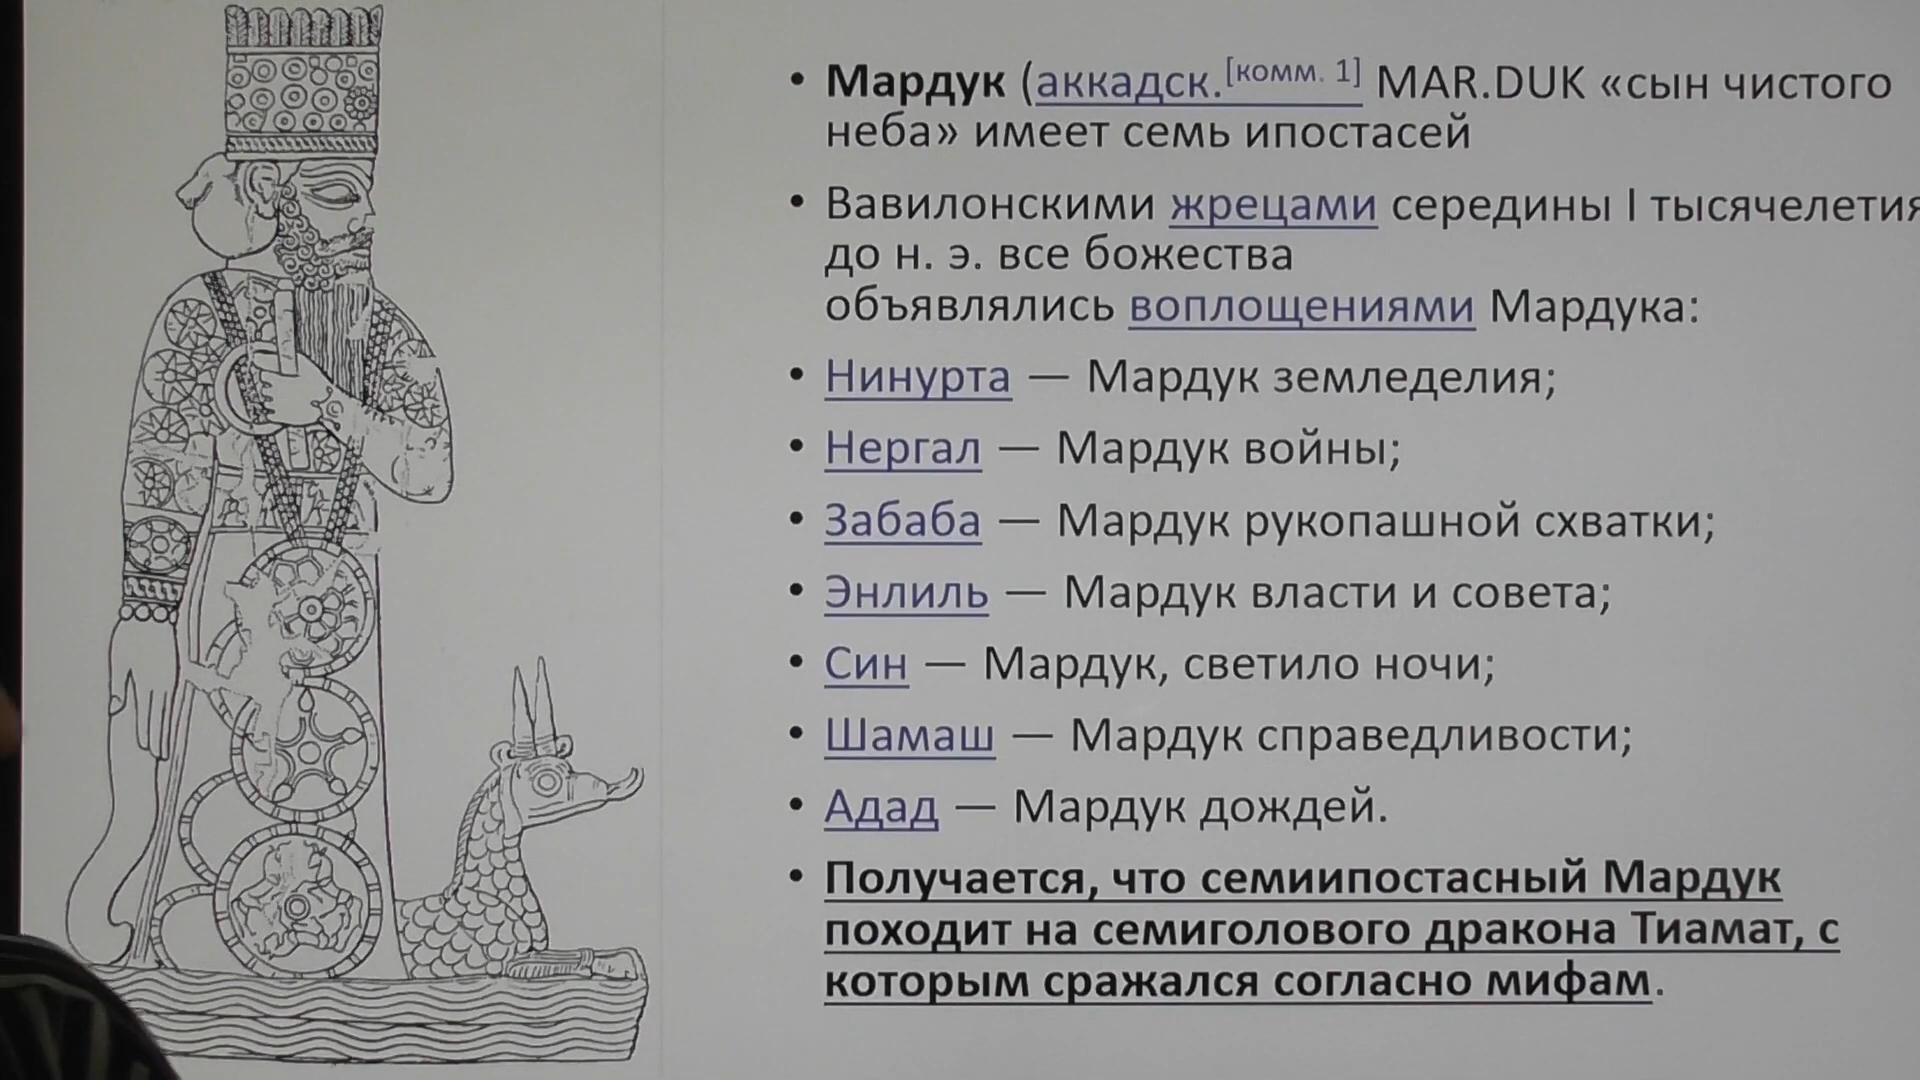 • Мардук (аккадск.[комм. 1] MAR.DUK «сын чистого
неба» имеет семь ипостасей
• Вавилонскими жрецами середины I тысячелетия
до н. э. все божества
объявлялись воплощениями Мардука:
• Нинурта — Мардук земледелия;
• Нергал — Мардук войны;
• Забаба — Мардук рукопашной схватки;
• Энлиль — Мардук власти и совета;
• Син — Мардук, светило ночи;
• Шамаш — Мардук справедливости;
• Адад — Мардук дождей.
• Получается, что семиипостасный Мардук
походит на семиголового дракона Тиамат, с
которым сражался согласно мифам.